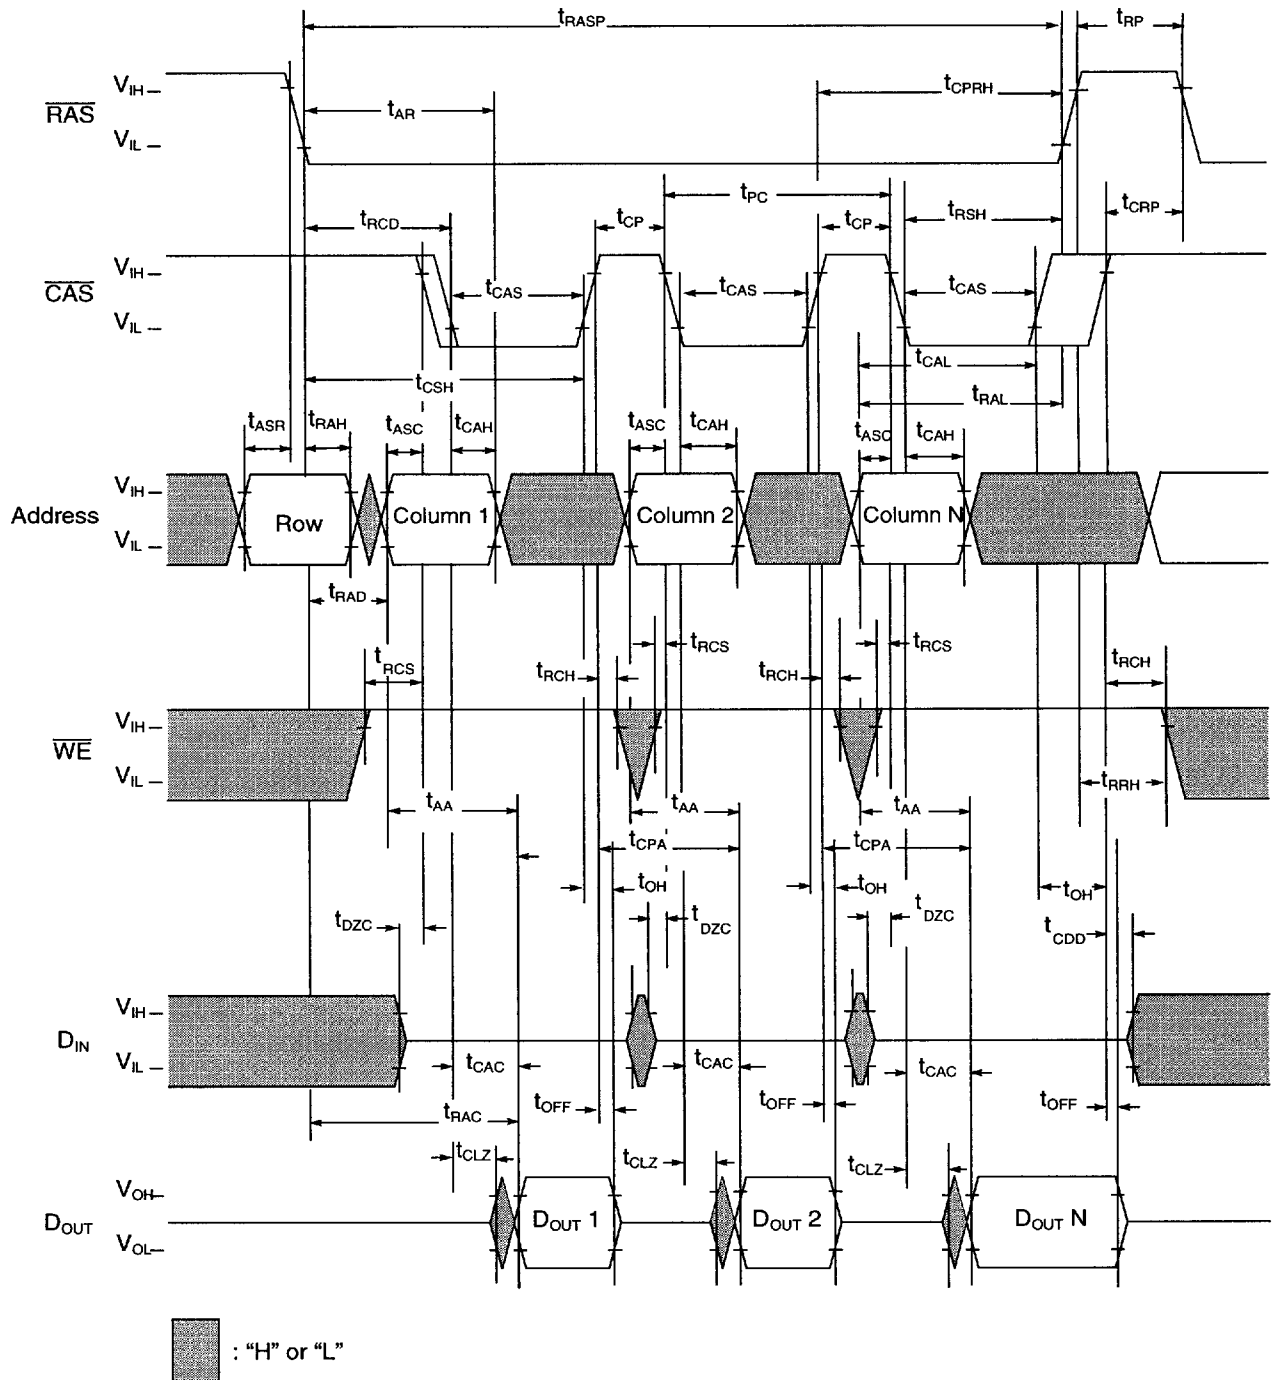 tRASP tRP
VIH
RAS
VIL
tAR tCPRH
tRCD tCP tPC tCP tRSH tCRP
VIH
CAS
VIL
tCAS tCAS tCAS
tCSH tCAL
tRAL
tASR tRAH tASC tCAH tASC tCAH tASC tCAH
VIH
Address
VIL
Row Column 1 Column 2 Column N
tRAD
tRCS tRCH tRCS tRCH tRCS tRCH
VIH
WE
VIL
tRRH
tAA tAA tAA
tCPA tCPA
tOH tOH tOH
tDZC tDZC tDZC tCDD
VIH
DIN
VIL
tCAC tCAC tCAC
tRAC tOFF tOFF tOFF
tCLZ tCLZ tCLZ
VOH
DOUT
VOL
DOUT 1 DOUT 2 DOUT N
: “H” or “L”